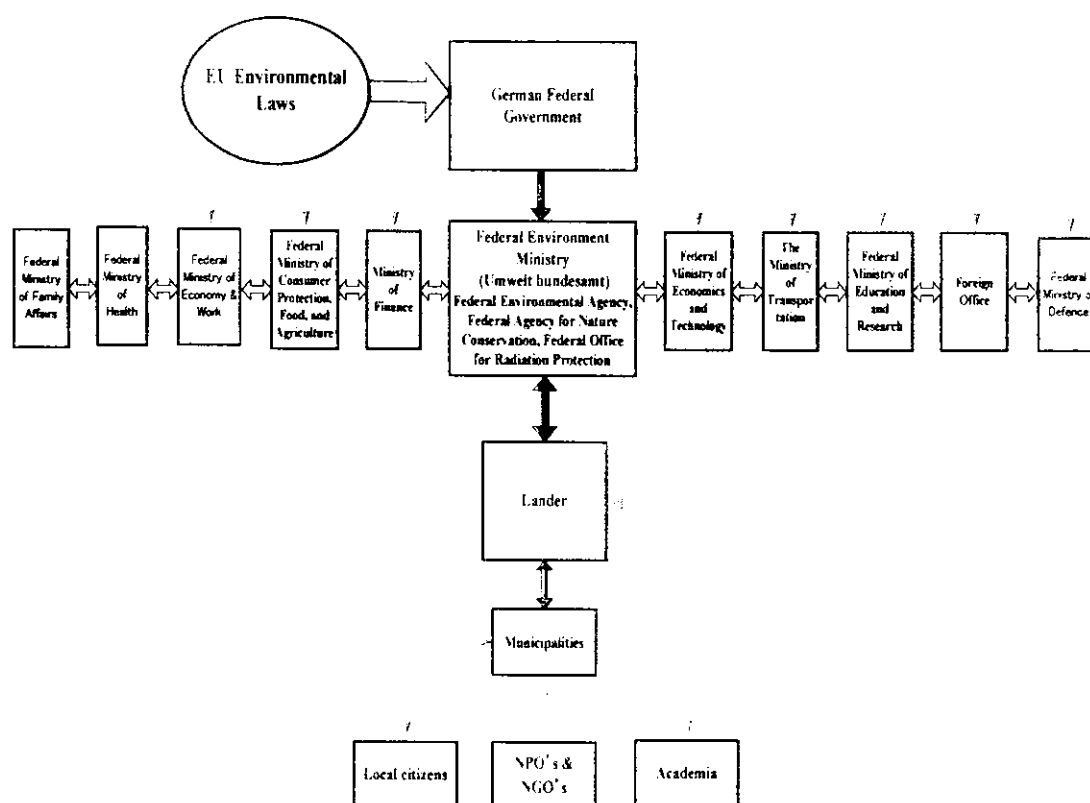 EU Environmental
Laws
German Federal
Government
Federal
Ministry
of Family
Affairs
Federal
Ministry
of
Health
Federal
Ministry of
Economy &
Work
Federal
Ministry of
Consumer
Protection,
Food, and
Agriculture
Ministry
of
Finance
Federal Environment
Ministry
(Umwelt bundesamt)
Federal Environmental Agency,
Federal Agency for Nature
Conservation, Federal Office
for Radiation Protection
Federal
Ministry of
Economics
and
Technology
The
Ministry
of
Transpor
tation
Federal
Ministry of
Education
and
Research
Foreign
Office
Federal
Ministry of
Defence
Lander
Municipalities
Local citizens
NPO's &
NGO's
Academia